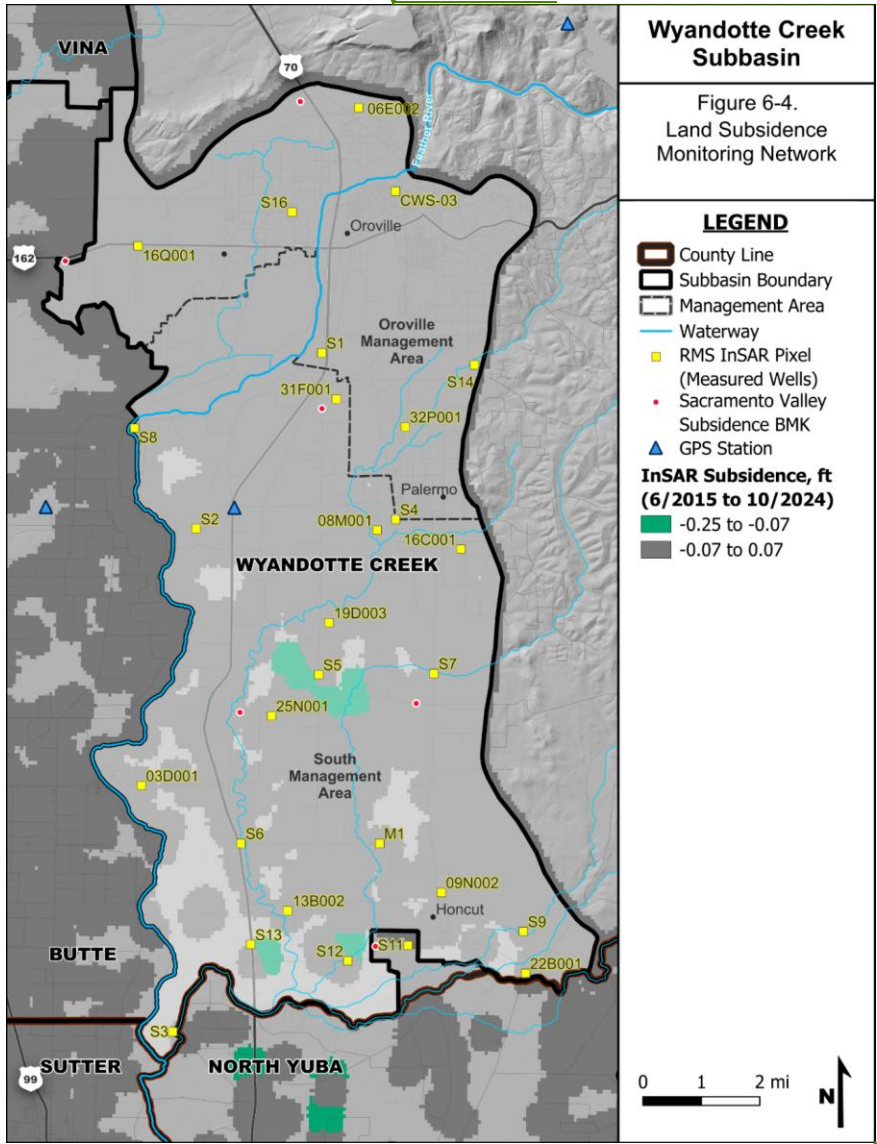 Wyandotte Creek
Subbasin
Figure 6-4.
Land Subsidence
Monitoring Network
LEGEND
County Line
Subbasin Boundary
Management Area
Waterway
RMS InSAR Pixel
(Measured Wells)
Sacramento Valley
Subsidence BMK
GPS Station
InSAR Subsidence, ft
(6/2015 to 10/2024)
-0.25 to -0.07
-0.07 to 0.07
0 1 2 mi
N
VINA
70
06E002
Feather River
CWS-03
S16
Oroville
162
16Q001
Oroville
Management
Area
S1
S14
31F001
32P001
S8
Palermo
S4
S2
08M001
16C001
WYANDOTTE CREEK
19D003
S5
S7
25N001
South
Management
Area
03D001
S6
M1
09N002
13B002
Honcut
S9
S13
S11
S12
BUTTE
22B001
S3
SUTTER
NORTH YUBA
99